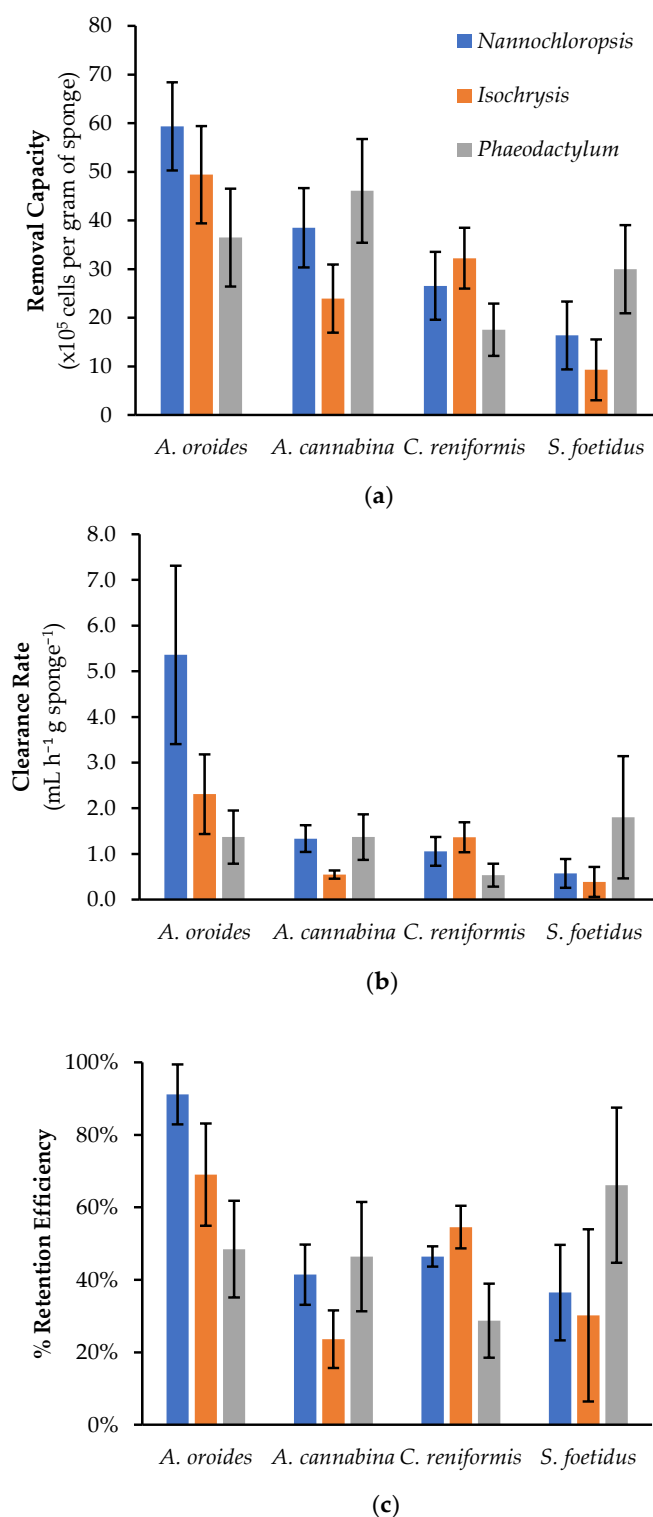 Removal Capacity
(x10⁵ cells per gram of sponge)
80
70
60
50
40
30
20
10
0
Nannochloropsis
Isochrysis
Phaeodactylum
A. oroides A. cannabina C. reniformis S. foetidus
(a)
Clearance Rate
(mL h⁻¹ g sponge⁻¹)
8.0
7.0
6.0
5.0
4.0
3.0
2.0
1.0
0.0
A. oroides A. cannabina C. reniformis S. foetidus
(b)
% Retention Efficiency
100%
80%
60%
40%
20%
0%
A. oroides A. cannabina C. reniformis S. foetidus
(c)